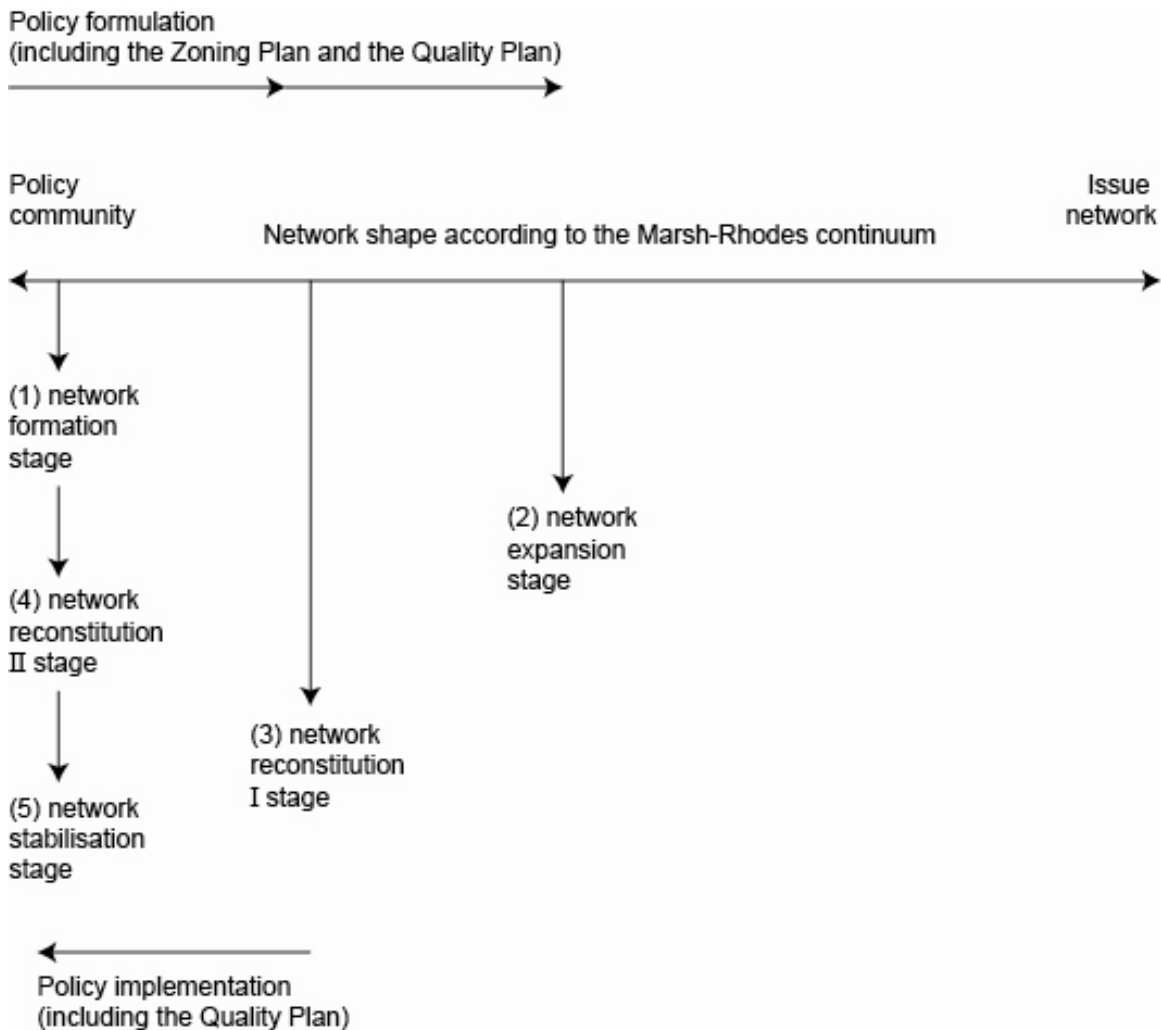 Policy formulation
(including the Zoning Plan and the Quality Plan)
Policy
community
Issue
network
Network shape according to the Marsh-Rhodes continuum
(1) network
formation
stage
(2) network
expansion
stage
(4) network
reconstitution
II stage
(3) network
reconstitution
I stage
(5) network
stabilisation
stage
Policy implementation
(including the Quality Plan)